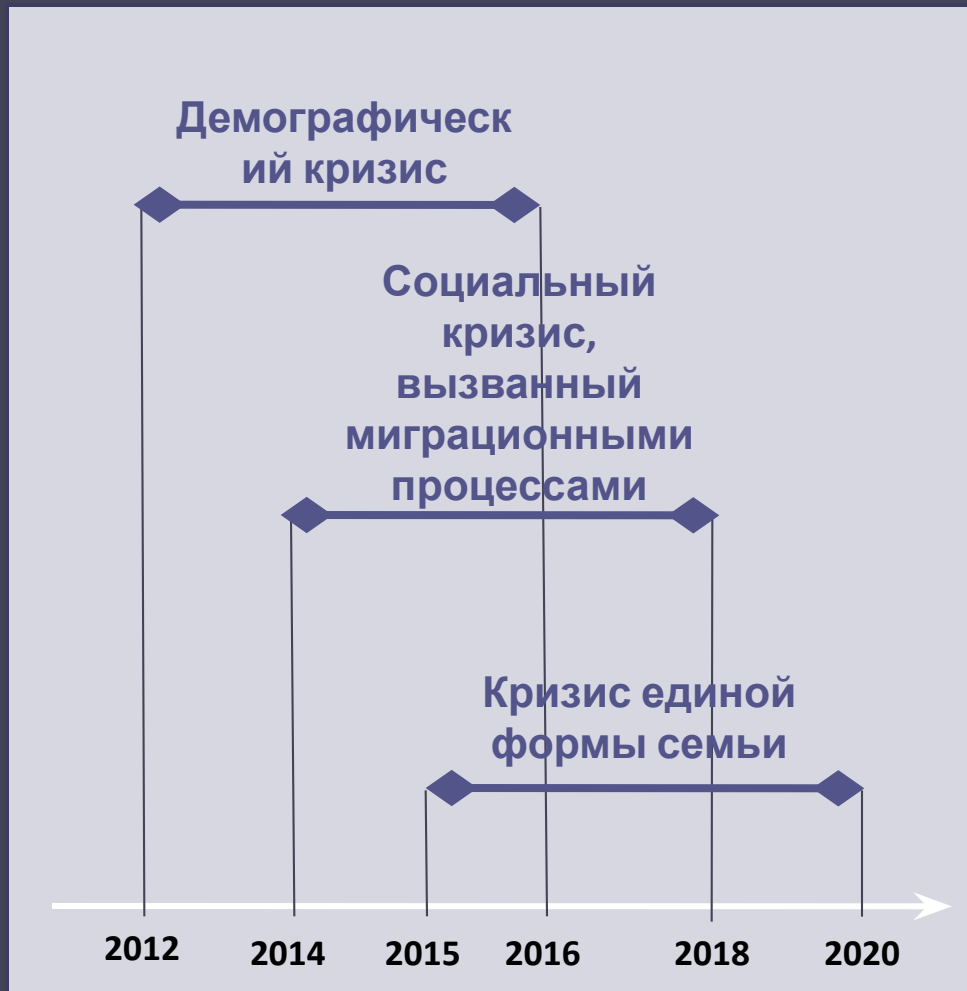 Демографическ
ий кризис
Социальный
кризис,
вызванный
миграционными
процессами
Кризис единой
формы семьи
2012 2014 2015 2016 2018 2020